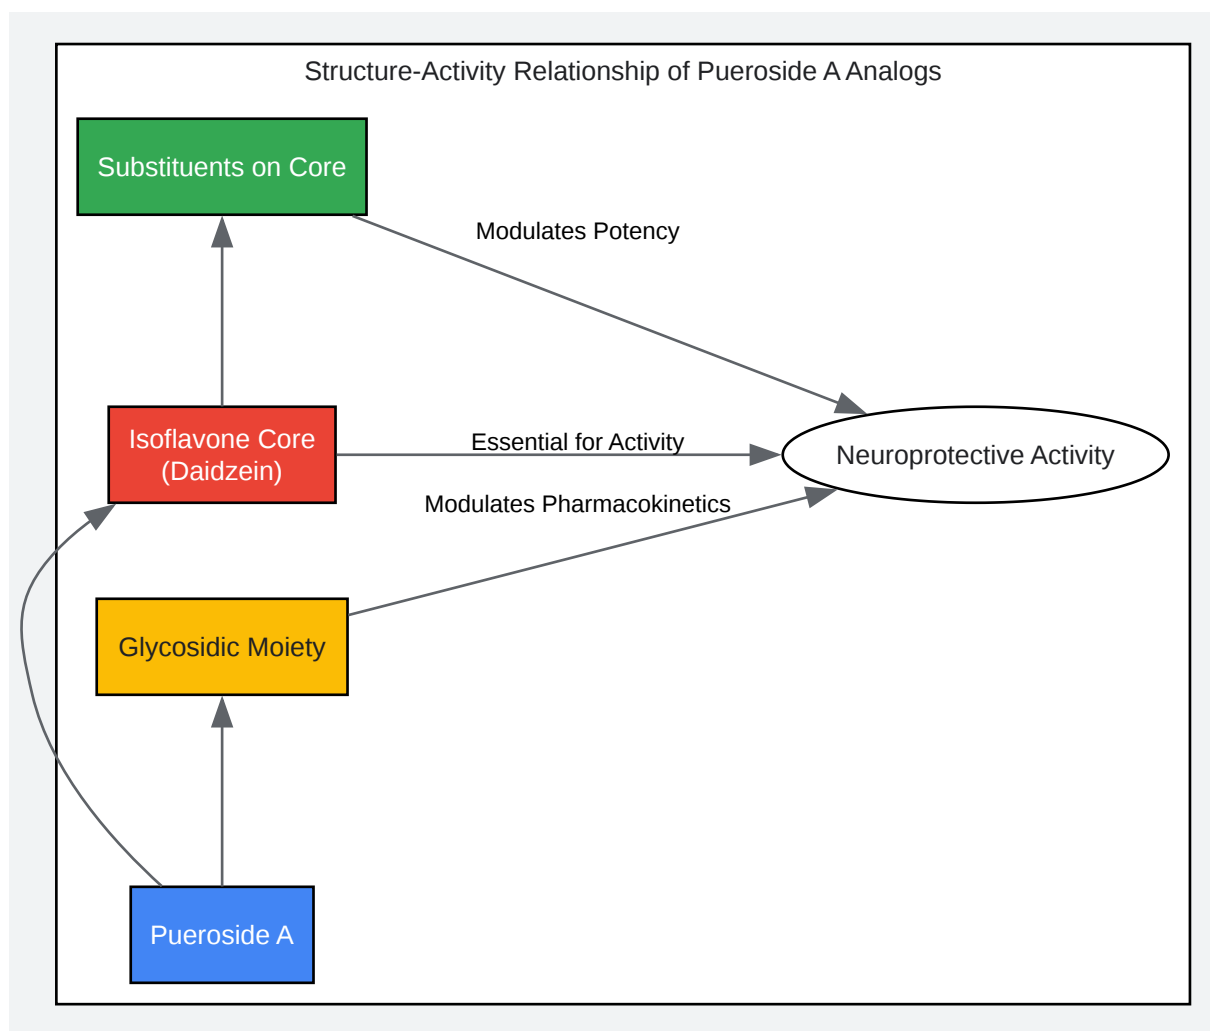 Structure-Activity Relationship of Pueroside A Analogs
Substituents on Core
Modulates Potency
Isoflavone Core
(Daidzein)
Essential for Activity
Neuroprotective Activity
Modulates Pharmacokinetics
Glycosidic Moiety
Pueroside A